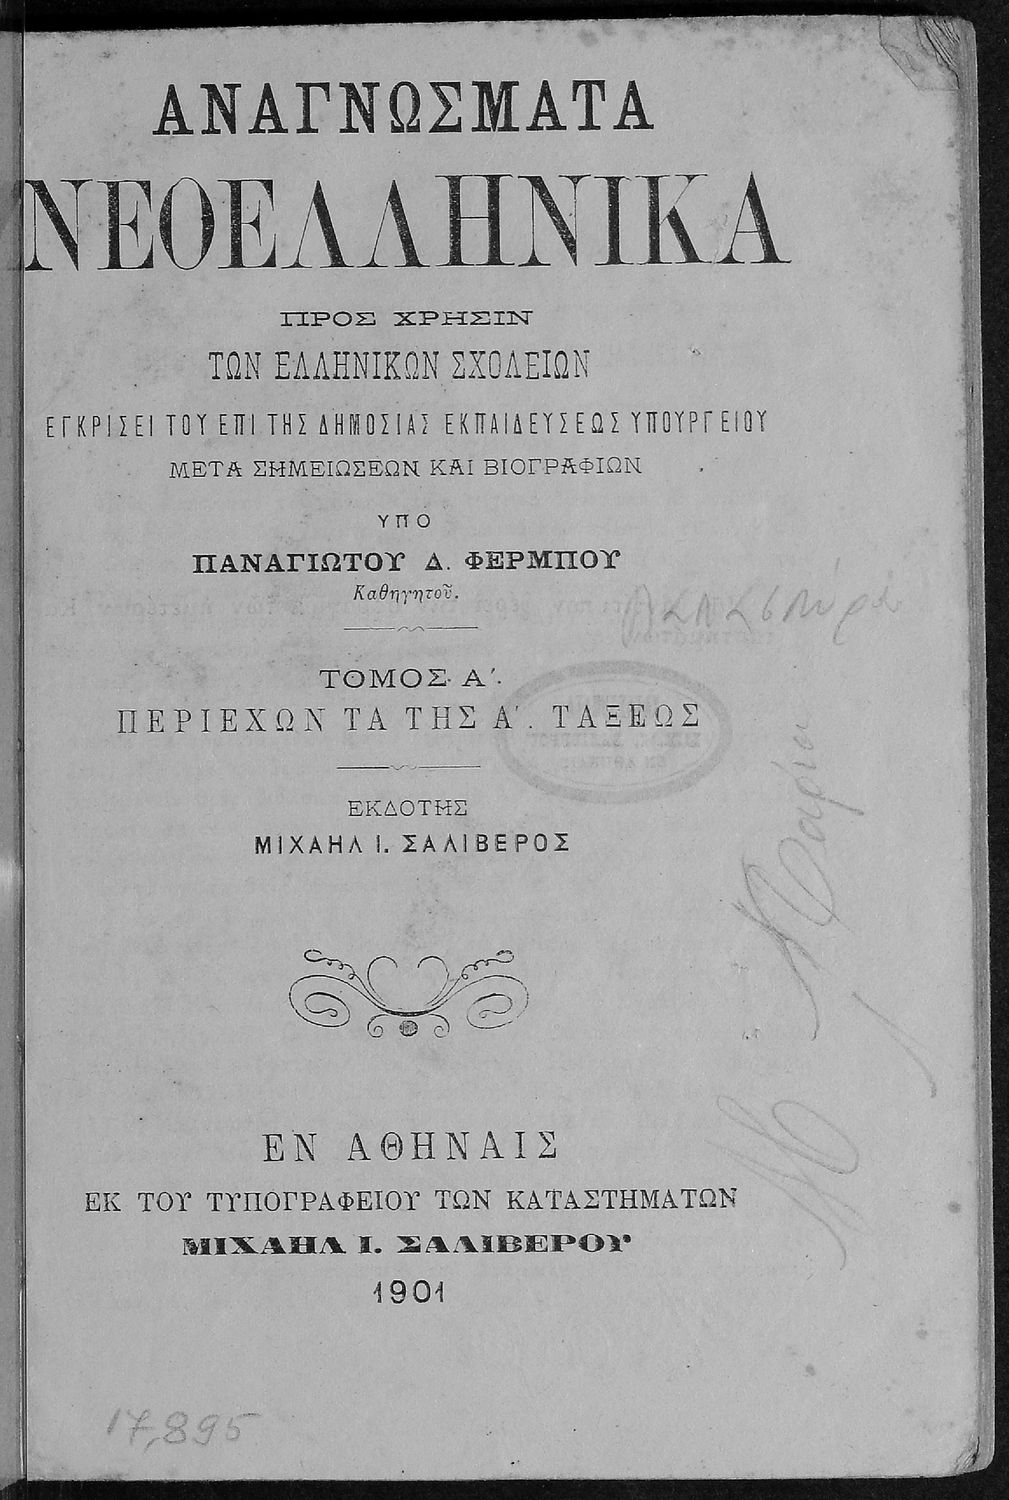 ΑΝΑΓΝΩΣΜΑΤΑ
ΝΕΟΕΛΛΗΝΙΚΑ
ΠΡΟΣ ΧΡΗΣΙΝ
ΤΩΝ ΕΛΛΗΝΙΚΩΝ ΣΧΟΛΕΙΩΝ
ΕΓΚΡΙΣΕΙ ΤΟΥ ΕΠΙ ΤΗΣ ΔΗΜΟΣΙΑΣ ΕΚΠΑΙΔΕΥΣΕΩΣ ΥΠΟΥΡΓΕΙΟΥ
ΜΕΤΑ ΣΗΜΕΙΩΣΕΩΝ ΚΑΙ ΒΙΟΓΡΑΦΙΩΝ
ΥΠΟ
ΠΑΝΑΓΙΩΤΟΥ Δ. ΦΕΡΜΠΟΥ
Καθηγητοῦ.
ΤΟΜΟΣ Α΄.
ΠΕΡΙΕΧΩΝ ΤΑ ΤΗΣ Α΄. ΤΑΞΕΩΣ
ΕΚΔΟΤΗΣ
ΜΙΧΑΗΛ Ι. ΣΑΛΙΒΕΡΟΣ
ΕΝ ΑΘΗΝΑΙΣ
ΕΚ ΤΟΥ ΤΥΠΟΓΡΑΦΕΙΟΥ ΤΩΝ ΚΑΤΑΣΤΗΜΑΤΩΝ
ΜΙΧΑΗΛ Ι. ΣΑΛΙΒΕΡΟΥ
1901
17,895